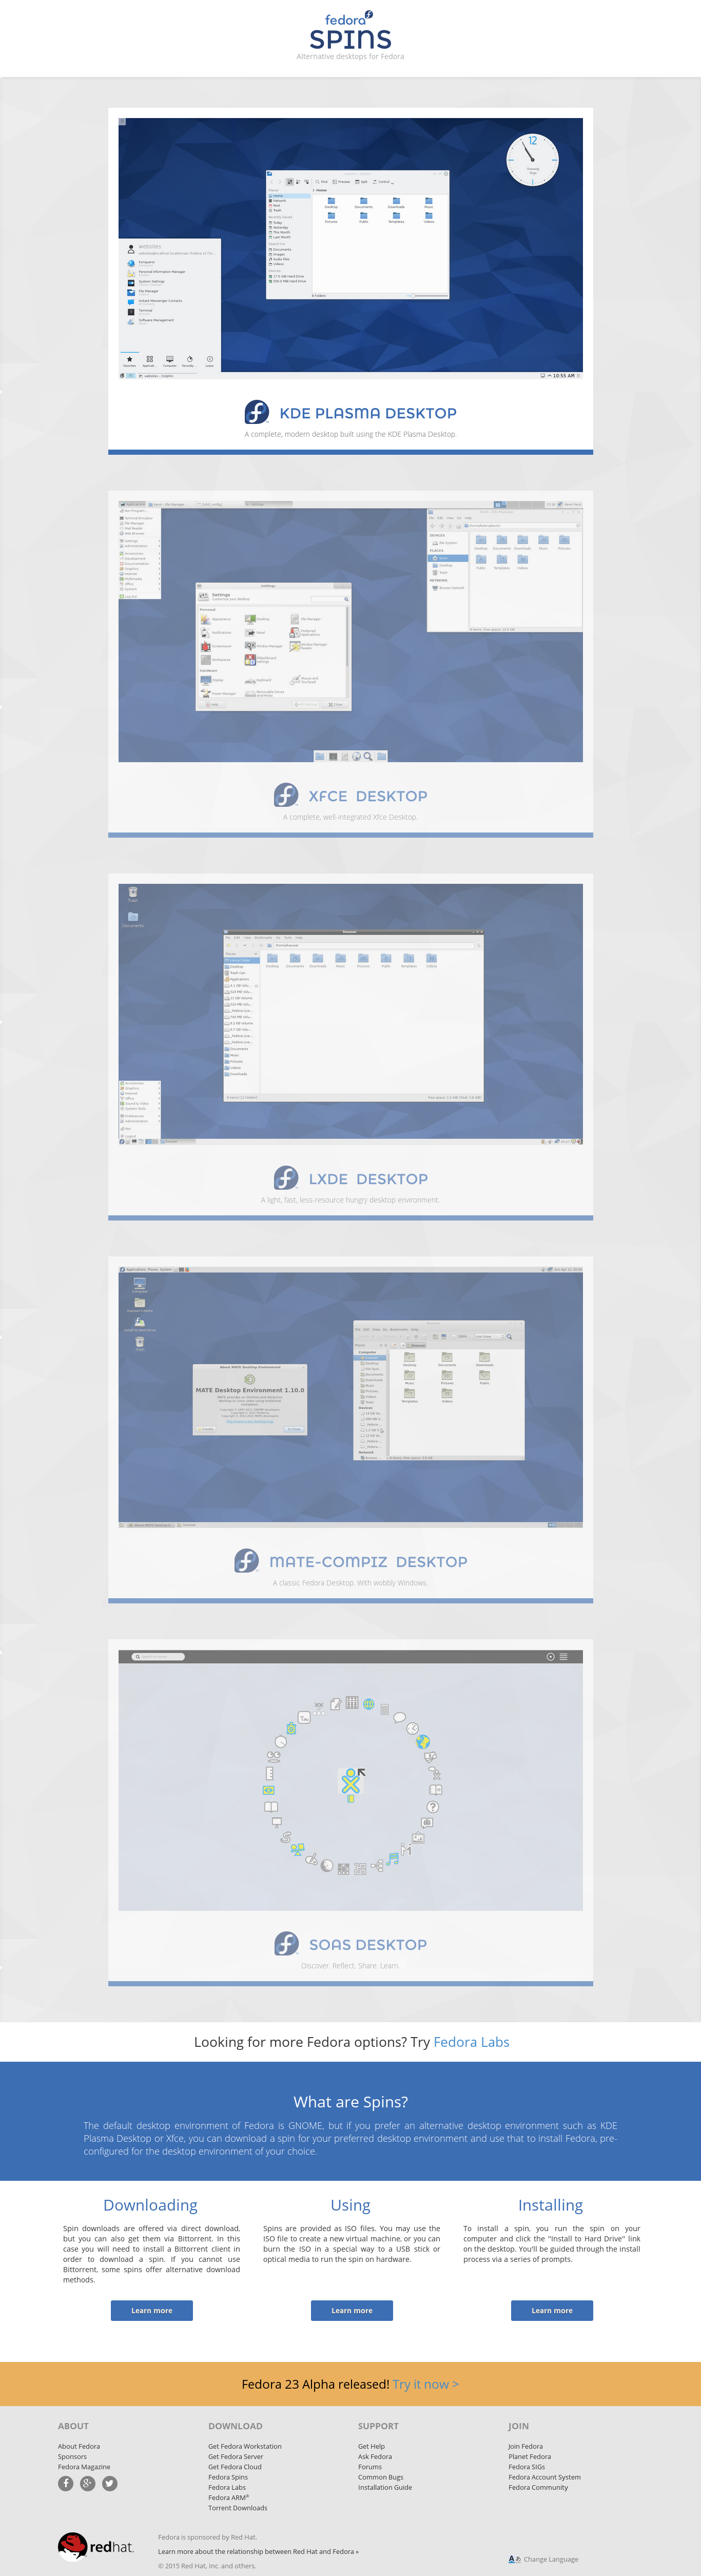 fedora
SPINS
Alternative desktops for Fedora
KDE PLASMA DESKTOP
A complete, modern desktop built using the KDE Plasma Desktop.
Settings
XFCE DESKTOP
A complete, well-integrated Xfce Desktop.
LXDE DESKTOP
A light, fast, less-resource hungry desktop environment.
MATE Desktop Environment 1.10.0
MATE-COMPIZ DESKTOP
A classic Fedora Desktop. With wobbly Windows.
SOAS DESKTOP
Discover. Reflect. Share. Learn.
Looking for more Fedora options? Try Fedora Labs
What are Spins?
The default desktop environment of Fedora is GNOME, but if you prefer an alternative desktop environment such as KDE
Plasma Desktop or Xfce, you can download a spin for your preferred desktop environment and use that to install Fedora, pre-
configured for the desktop environment of your choice.
Downloading
Spin downloads are offered via direct download,
but you can also get them via Bittorrent. In this
case you will need to install a Bittorrent client in
order to download a spin. If you cannot use
Bittorrent, some spins offer alternative download
methods.
Learn more
Using
Spins are provided as ISO files. You may use the
ISO file to create a new virtual machine, or you can
burn the ISO in a special way to a USB stick or
optical media to run the spin on hardware.
Learn more
Installing
To install a spin, you run the spin on your
computer and click the "Install to Hard Drive" link
on the desktop. You'll be guided through the install
process via a series of prompts.
Learn more
Fedora 23 Alpha released! Try it now >
ABOUT
About Fedora
Sponsors
Fedora Magazine
DOWNLOAD
Get Fedora Workstation
Get Fedora Server
Get Fedora Cloud
Fedora Spins
Fedora Labs
Fedora ARM®
Torrent Downloads
SUPPORT
Get Help
Ask Fedora
Forums
Common Bugs
Installation Guide
JOIN
Join Fedora
Planet Fedora
Fedora SIGs
Fedora Account System
Fedora Community
redhat.
Fedora is sponsored by Red Hat.
Learn more about the relationship between Red Hat and Fedora »
© 2015 Red Hat, Inc. and others.
Change Language